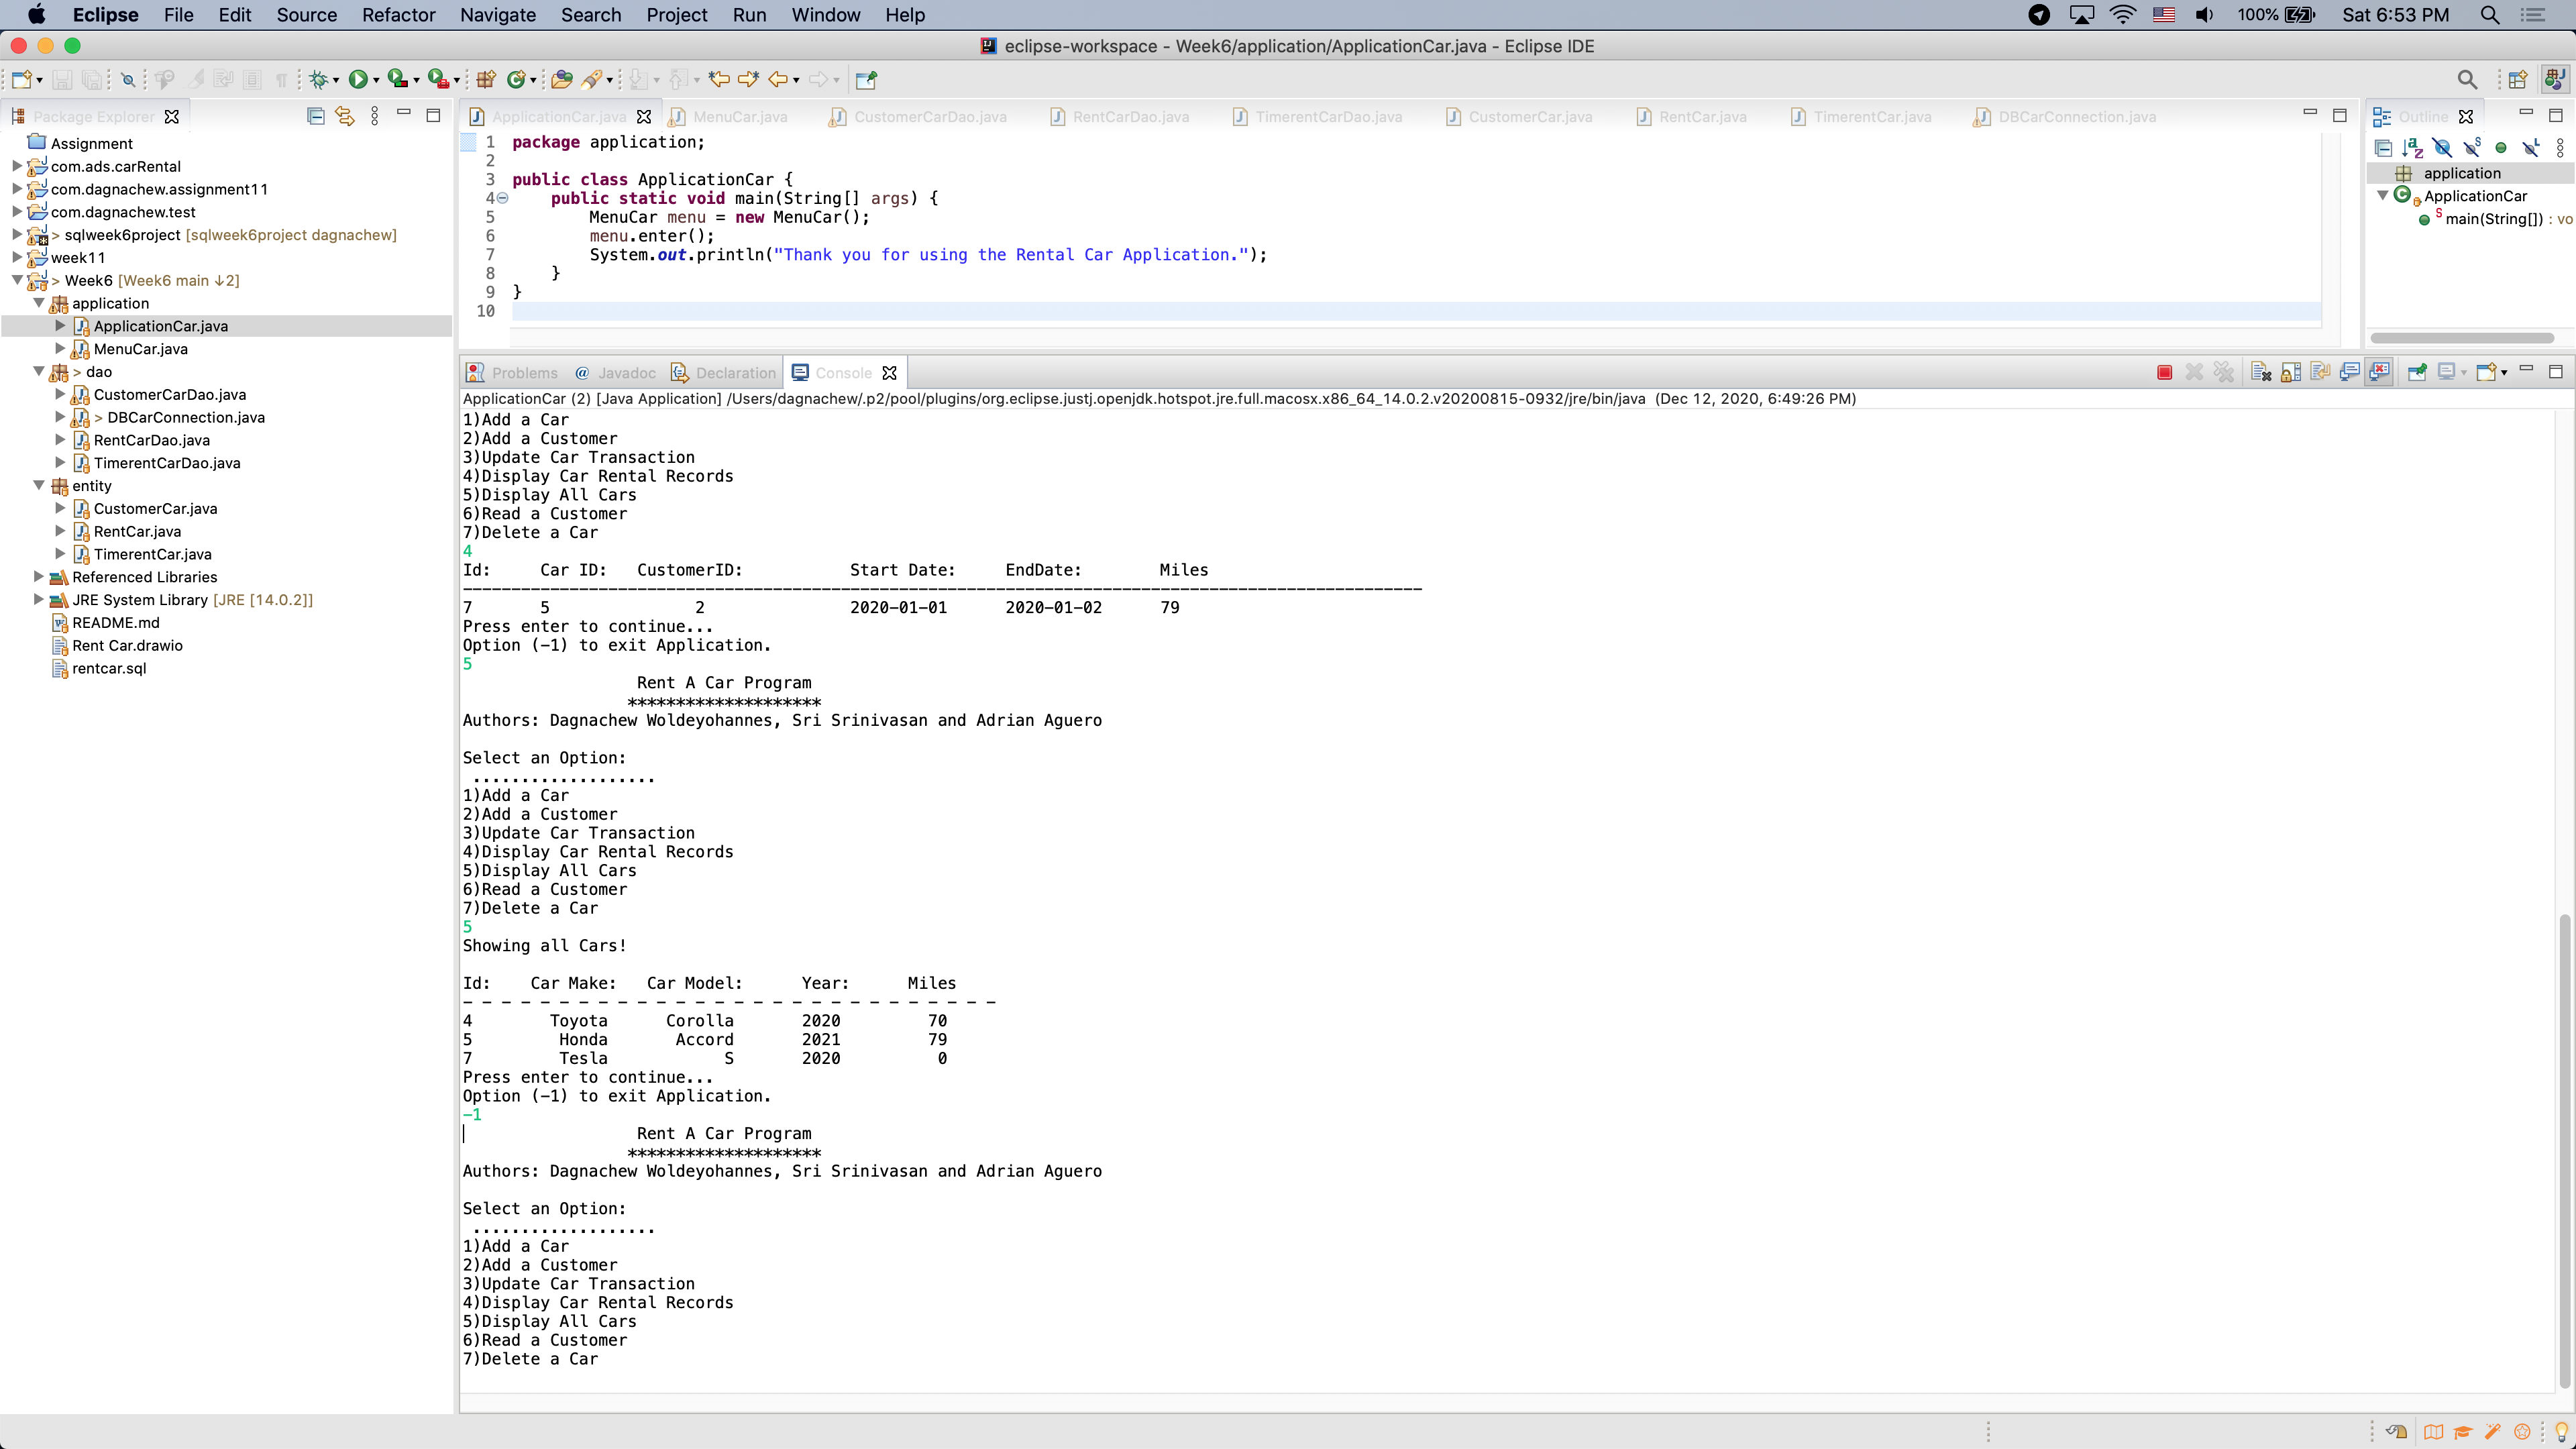 Eclipse File Edit Source Refactor Navigate Search Project Run Window Help 100% Sat 6:53 PM
eclipse-workspace - Week6/application/ApplicationCar.java - Eclipse IDE
Package Explorer
Assignment
com.ads.carRental
com.dagnachew.assignment11
com.dagnachew.test
> sqlweek6project [sqlweek6project dagnachew]
week11
> Week6 [Week6 main ↓2]
application
ApplicationCar.java
MenuCar.java
> dao
CustomerCarDao.java
> DBCarConnection.java
RentCarDao.java
TimerentCarDao.java
entity
CustomerCar.java
RentCar.java
TimerentCar.java
Referenced Libraries
JRE System Library [JRE [14.0.2]]
README.md
Rent Car.drawio
rentcar.sql
ApplicationCar.java MenuCar.java CustomerCarDao.java RentCarDao.java TimerentCarDao.java CustomerCar.java RentCar.java TimerentCar.java DBCarConnection.java
1 package application;
2
3 public class ApplicationCar {
4 public static void main(String[] args) {
5 MenuCar menu = new MenuCar();
6 menu.enter();
7 System.out.println("Thank you for using the Rental Car Application.");
8 }
9 }
10
Outline
application
ApplicationCar
main(String[]) : vo
Problems @ Javadoc Declaration Console
ApplicationCar (2) [Java Application] /Users/dagnachew/.p2/pool/plugins/org.eclipse.justj.openjdk.hotspot.jre.full.macosx.x86_64_14.0.2.v20200815-0932/jre/bin/java (Dec 12, 2020, 6:49:26 PM)
1)Add a Car
2)Add a Customer
3)Update Car Transaction
4)Display Car Rental Records
5)Display All Cars
6)Read a Customer
7)Delete a Car
4
Id: Car ID: CustomerID: Start Date: EndDate: Miles
---------------------------------------------------------------------------------------------------
7 5 2 2020-01-01 2020-01-02 79
Press enter to continue...
Option (-1) to exit Application.
5
Rent A Car Program
********************
Authors: Dagnachew Woldeyohannes, Sri Srinivasan and Adrian Aguero
Select an Option:
...................
1)Add a Car
2)Add a Customer
3)Update Car Transaction
4)Display Car Rental Records
5)Display All Cars
6)Read a Customer
7)Delete a Car
5
Showing all Cars!
Id: Car Make: Car Model: Year: Miles
- - - - - - - - - - - - - - - - - - - - - - - - - - - -
4 Toyota Corolla 2020 70
5 Honda Accord 2021 79
7 Tesla S 2020 0
Press enter to continue...
Option (-1) to exit Application.
-1
Rent A Car Program
********************
Authors: Dagnachew Woldeyohannes, Sri Srinivasan and Adrian Aguero
Select an Option:
...................
1)Add a Car
2)Add a Customer
3)Update Car Transaction
4)Display Car Rental Records
5)Display All Cars
6)Read a Customer
7)Delete a Car